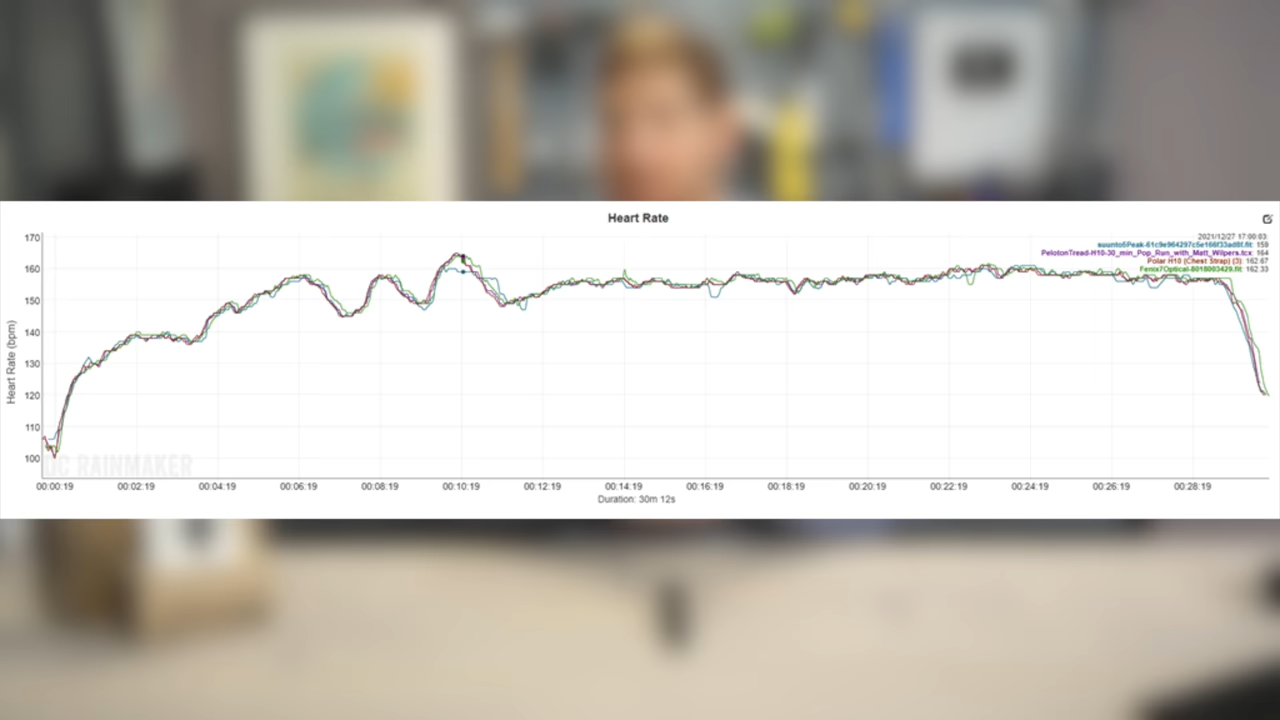 Heart Rate
2021/12/27 17:00:03
170
suunto5Peak-61c9e964297c5e166f33ad8f.fit: 159
PelotonTread-H10-30_min_Pop_Run_with_Matt_Wilpers.tcx: 164
Polar H10 (Chest Strap) (3): 162.67
160
Fenix7Optical-8018003429.fit: 162.33
150
140
130
120
110
100
Heart Rate (bpm)
DC RAINMAKER
00:00:19 00:02:19 00:04:19 00:06:19 00:08:19 00:10:19 00:12:19 00:14:19 00:16:19 00:18:19 00:20:19 00:22:19 00:24:19 00:26:19 00:28:19
Duration: 30m 12s